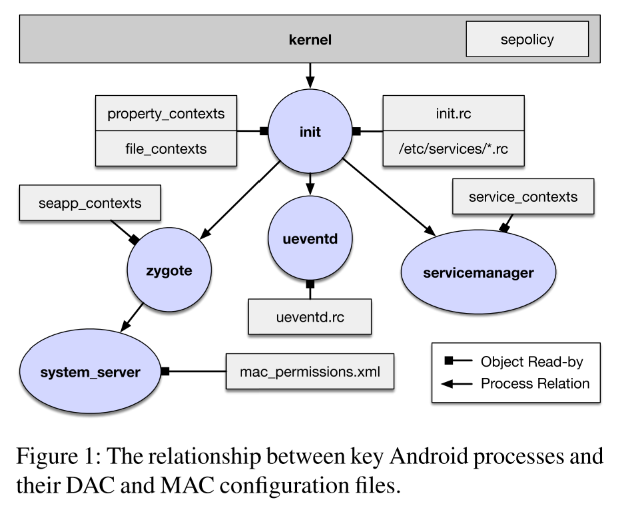 kernel
sepolicy
property_contexts
file_contexts
init
init.rc
/etc/services/*.rc
seapp_contexts
service_contexts
zygote
ueventd
servicemanager
ueventd.rc
system_server
mac_permissions.xml
Object Read-by
Process Relation
Figure 1: The relationship between key Android processes and
their DAC and MAC configuration files.